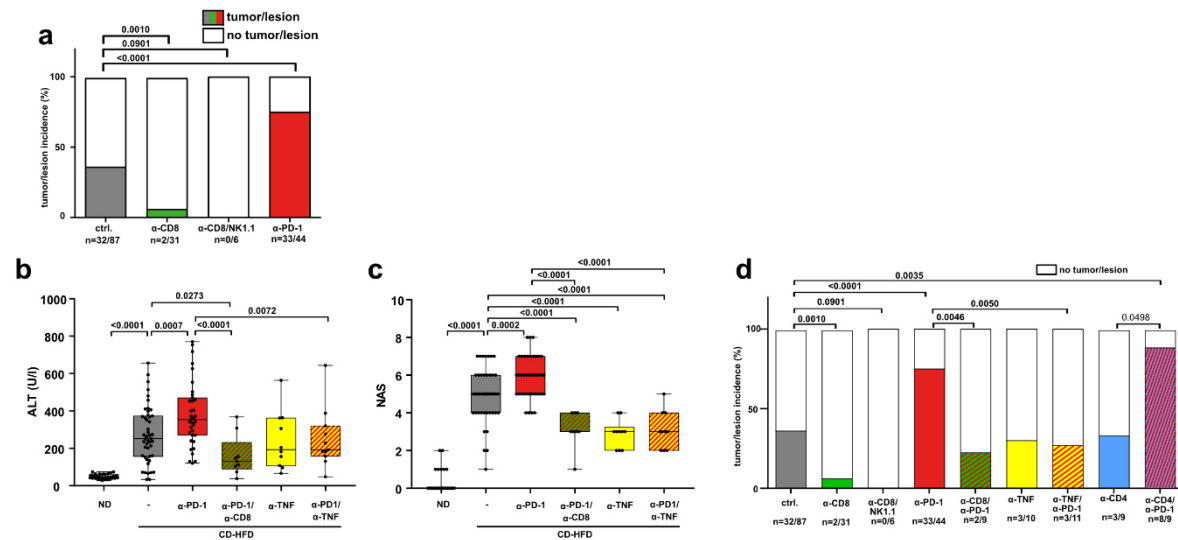 a
tumor/lesion
no tumor/lesion
0.0010
0.0901
<0.0001
tumor/lesion incidence (%)
100
50
0
ctrl.
n=32/87
α-CD8
n=2/31
α-CD8/NK1.1
n=0/6
α-PD-1
n=33/44
b
ALT (U/l)
1000
800
600
400
200
0
0.0273
0.0072
<0.0001
0.0007
<0.0001
ND
-
α-PD-1
α-PD-1/
α-CD8
α-TNF
α-PD1/
α-TNF
CD-HFD
c
NAS
10
8
6
4
2
0
<0.0001
<0.0001
<0.0001
<0.0001
<0.0001
<0.0001
0.0002
ND
-
α-PD-1
α-PD-1/
α-CD8
α-TNF
α-PD1/
α-TNF
CD-HFD
d
no tumor/lesion
0.0035
<0.0001
0.0901
0.0050
0.0010
0.0046
0.0498
tumor/lesion incidence (%)
100
50
0
ctrl.
n=32/87
α-CD8
n=2/31
α-CD8/
NK1.1
n=0/6
α-PD-1
n=33/44
α-CD8/
α-PD-1
n=2/9
α-TNF
n=3/10
α-TNF/
α-PD-1
n=3/11
α-CD4
n=3/9
α-CD4/
α-PD-1
n=8/9